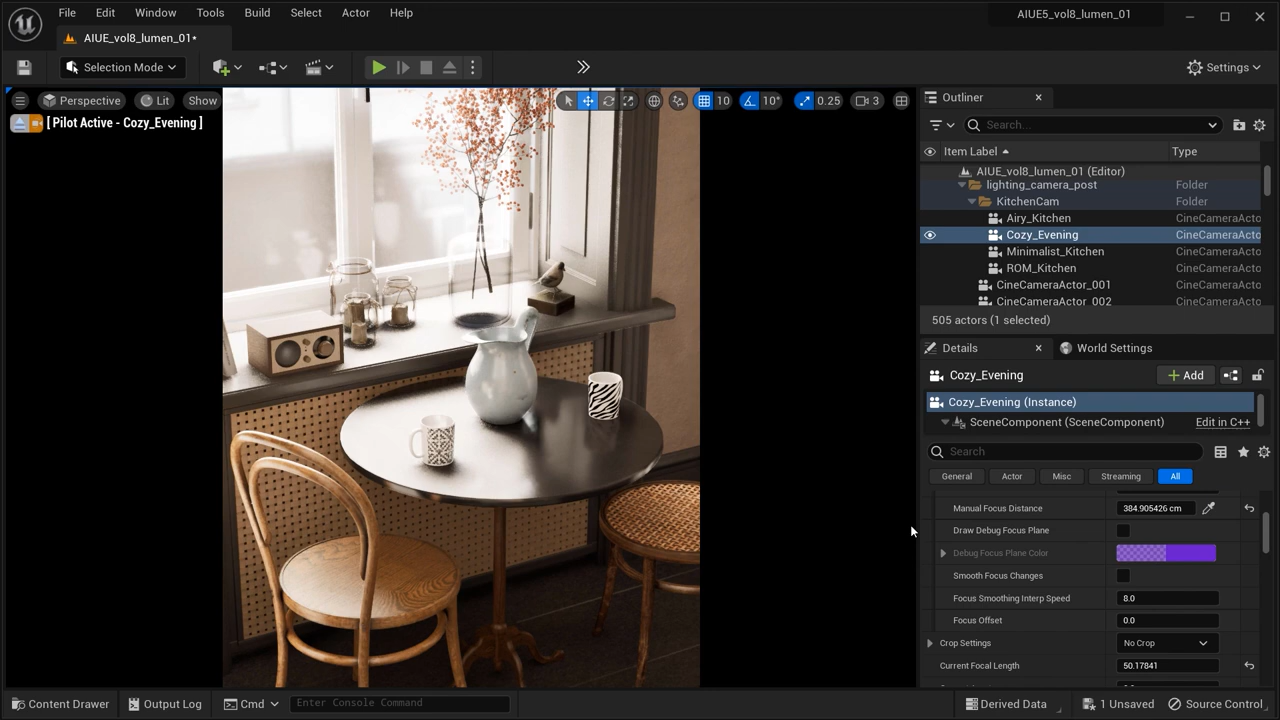 File Edit Window Tools Build Select Actor Help
AIUE5_vol8_lumen_01
AIUE_vol8_lumen_01*
Selection Mode
Settings
Perspective Lit Show
10 10° 0.25 3
[ Pilot Active - Cozy_Evening ]
Outliner
Search...
Item Label Type
AIUE_vol8_lumen_01 (Editor)
lighting_camera_post Folder
KitchenCam Folder
Airy_Kitchen CineCameraActo
Cozy_Evening CineCameraActo
Minimalist_Kitchen CineCameraActo
ROM_Kitchen CineCameraActo
CineCameraActor_001 CineCameraActo
CineCameraActor_002 CineCameraActo
505 actors (1 selected)
Details World Settings
Cozy_Evening Add
Cozy_Evening (Instance)
SceneComponent (SceneComponent) Edit in C++
Search
General Actor Misc Streaming All
Manual Focus Distance 384.905426 cm
Draw Debug Focus Plane
Debug Focus Plane Color
Smooth Focus Changes
Focus Smoothing Interp Speed 8.0
Focus Offset 0.0
Crop Settings No Crop
Current Focal Length 50.17841
Content Drawer Output Log Cmd Enter Console Command Derived Data 1 Unsaved Source Control